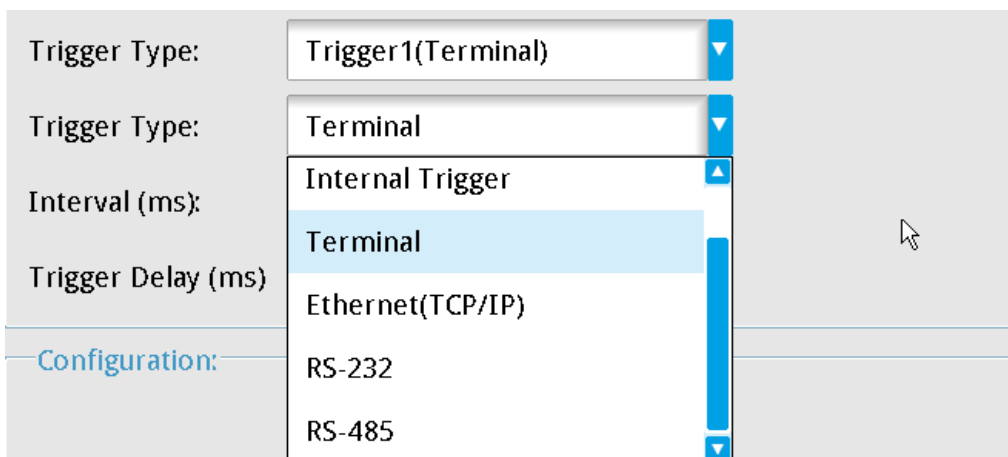 Trigger Type: Trigger1(Terminal)
Trigger Type: Terminal
Internal Trigger
Interval (ms):
Terminal
Trigger Delay (ms)
Ethernet(TCP/IP)
Configuration:
RS-232
RS-485